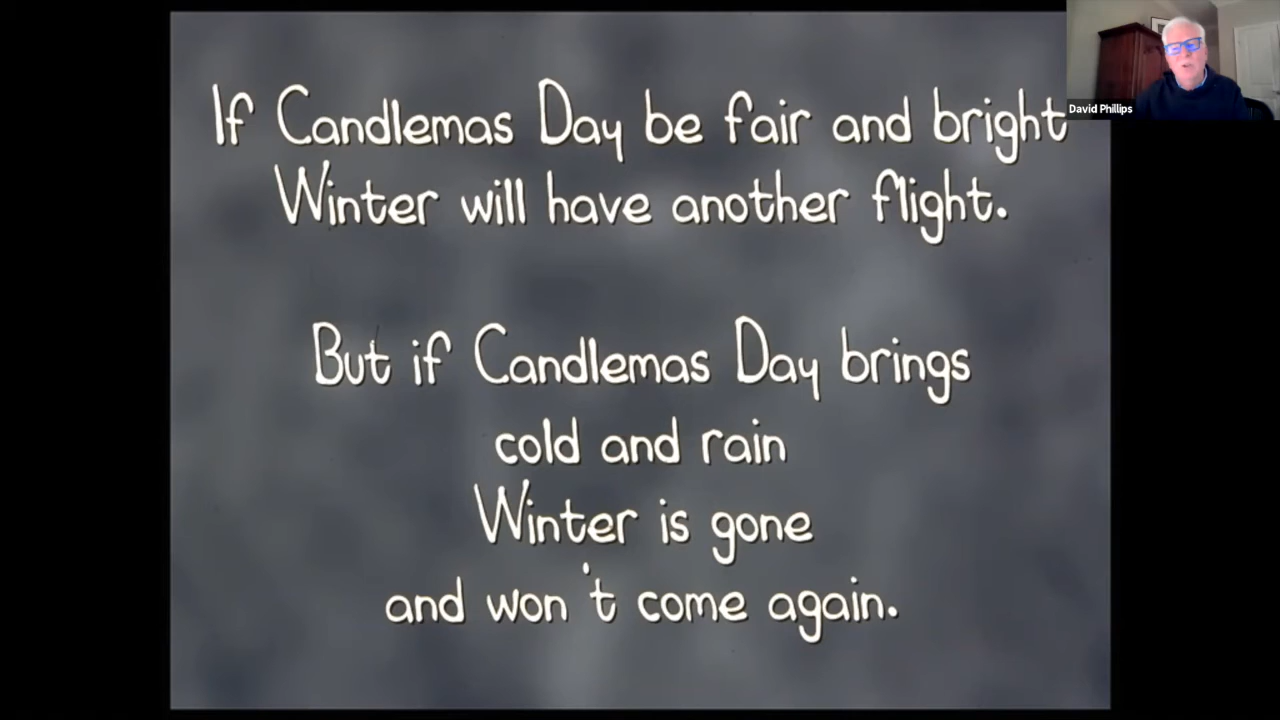 If Candlemas Day be fair and bright
Winter will have another flight.
But if Candlemas Day brings
cold and rain
Winter is gone
and won't come again.
David Phillips